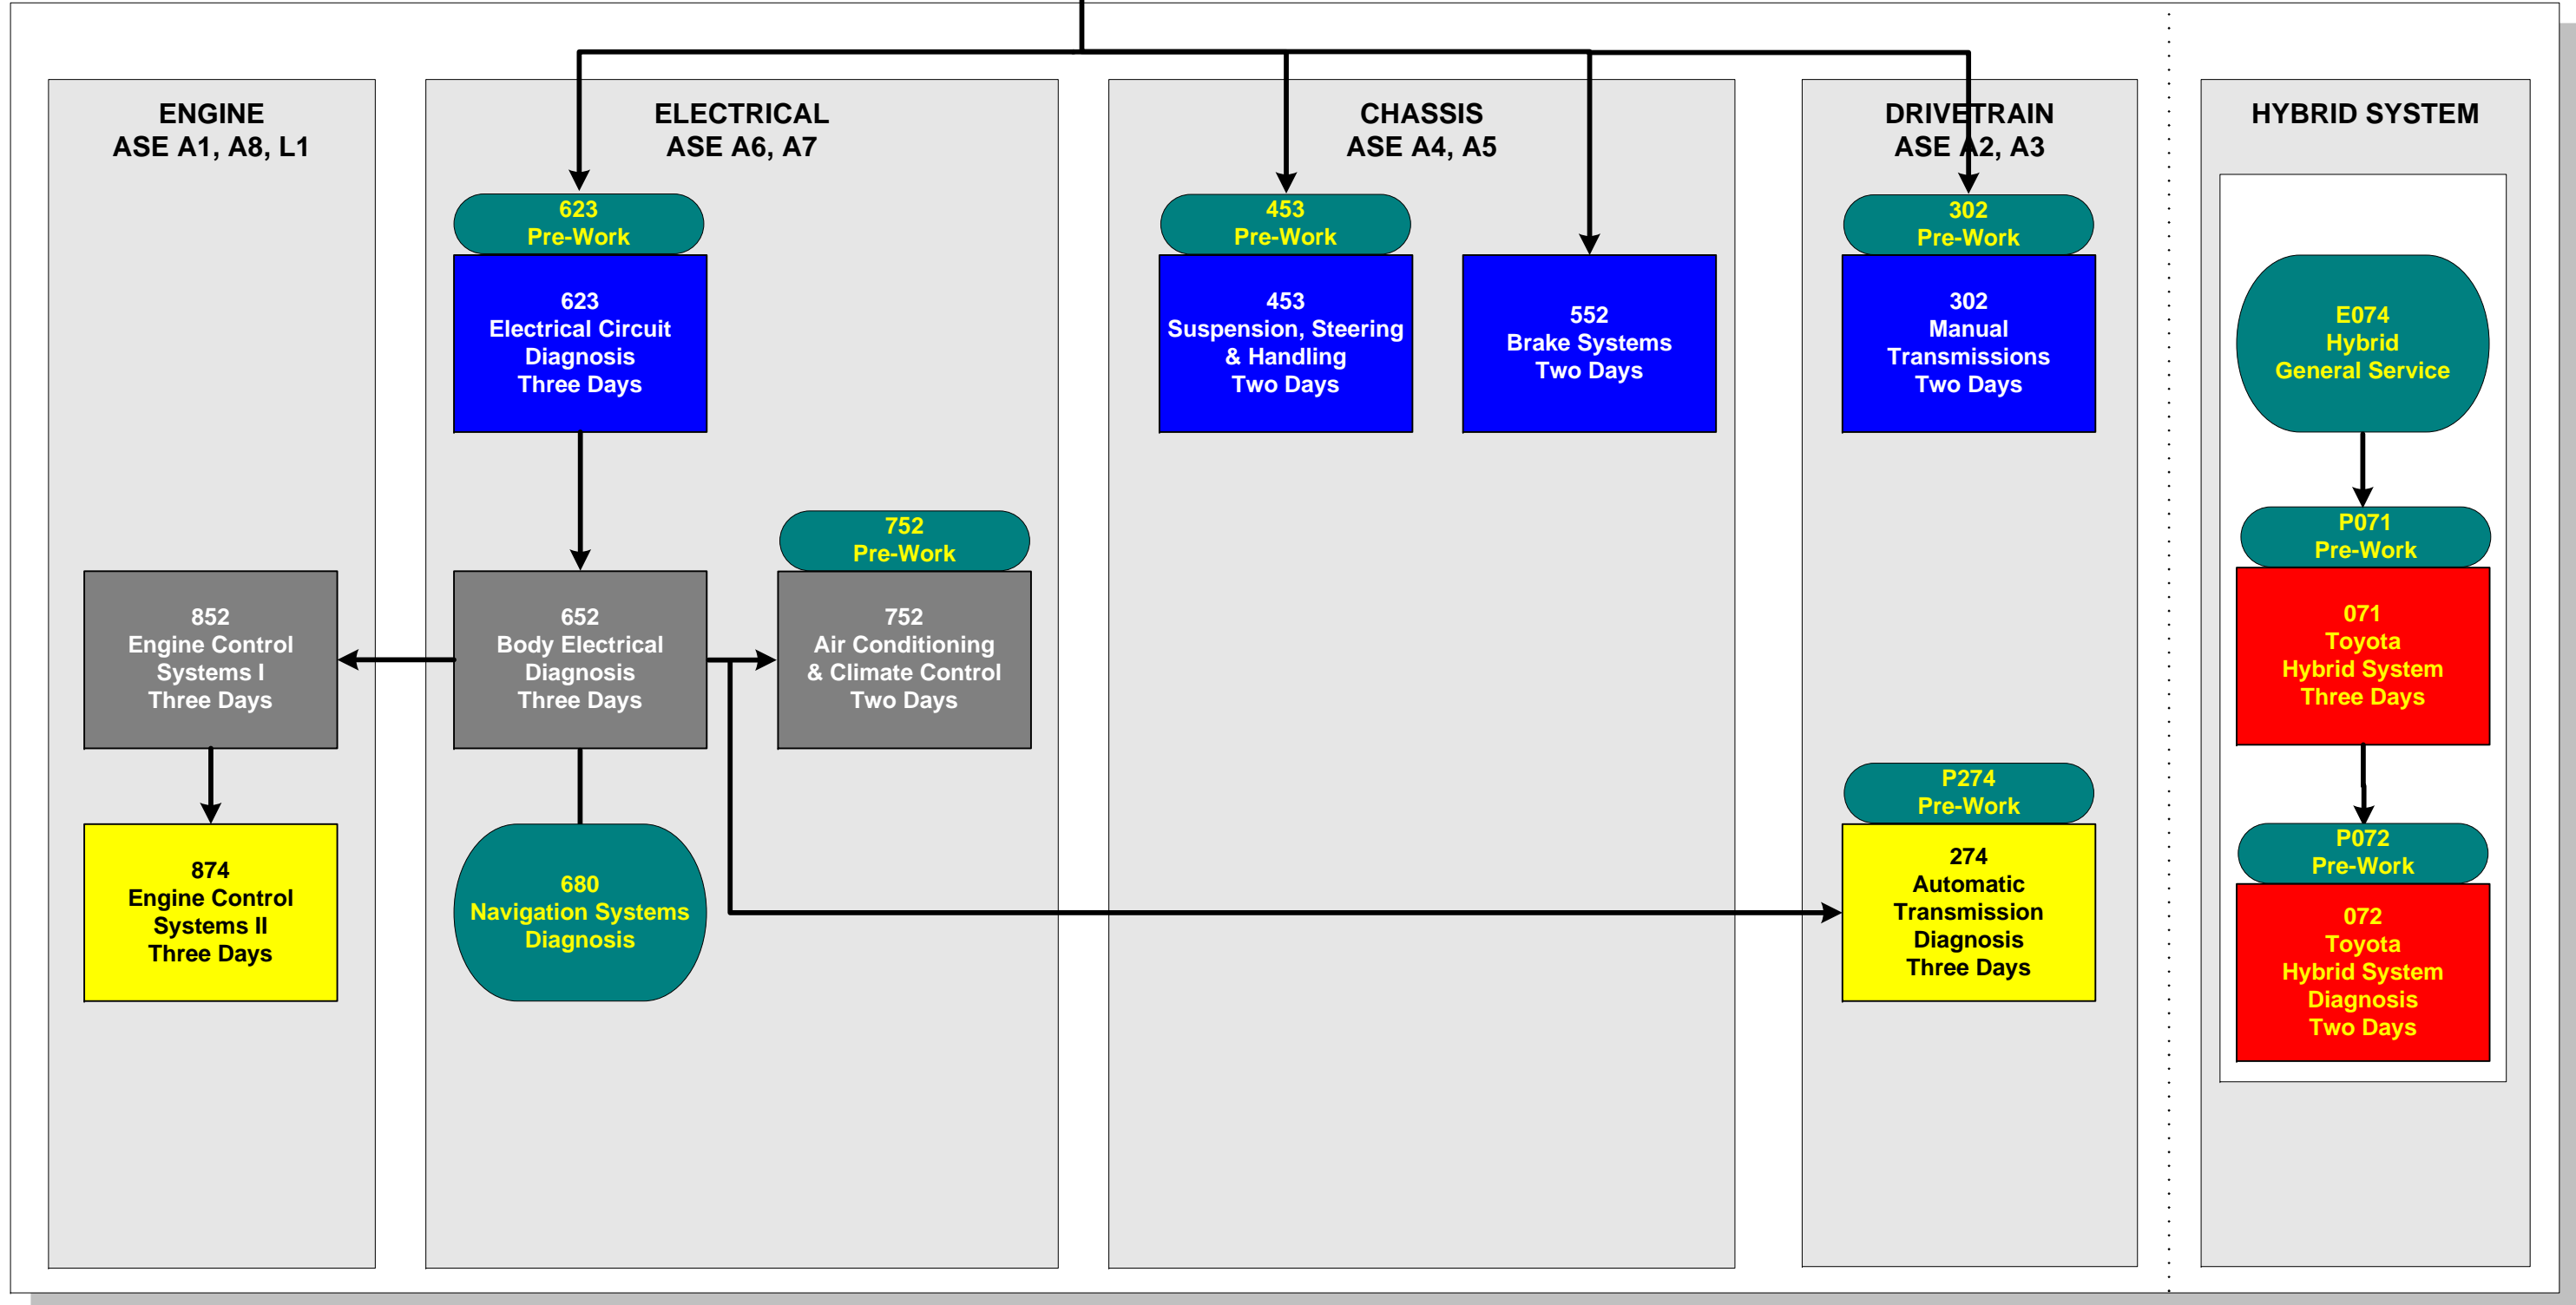 ENGINE
ASE A1, A8, L1
852
Engine Control
Systems I
Three Days
874
Engine Control
Systems II
Three Days
ELECTRICAL
ASE A6, A7
623
Pre-Work
623
Electrical Circuit
Diagnosis
Three Days
652
Body Electrical
Diagnosis
Three Days
752
Pre-Work
752
Air Conditioning
& Climate Control
Two Days
680
Navigation Systems
Diagnosis
CHASSIS
ASE A4, A5
453
Pre-Work
453
Suspension, Steering
& Handling
Two Days
552
Brake Systems
Two Days
DRIVETRAIN
ASE A2, A3
302
Pre-Work
302
Manual
Transmissions
Two Days
P274
Pre-Work
274
Automatic
Transmission
Diagnosis
Three Days
HYBRID SYSTEM
E074
Hybrid
General Service
P071
Pre-Work
071
Toyota
Hybrid System
Three Days
P072
Pre-Work
072
Toyota
Hybrid System
Diagnosis
Two Days